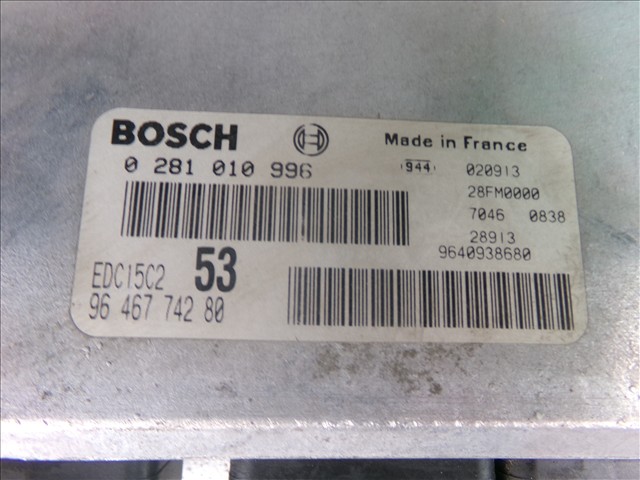 BOSCH
Made in France
0 281 010 996
944
020913
28FM0000
7046 0838
28913
EDC15C2
53
9640938680
96 467 742 80